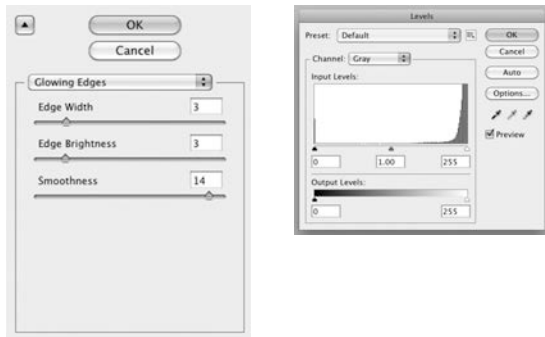 OK
Cancel
Glowing Edges
Edge Width 3
Edge Brightness 3
Smoothness 14
Levels
Preset: Default OK
Cancel
Channel: Gray Auto
Input Levels: Options...
Preview
0 1.00 255
Output Levels:
0 255